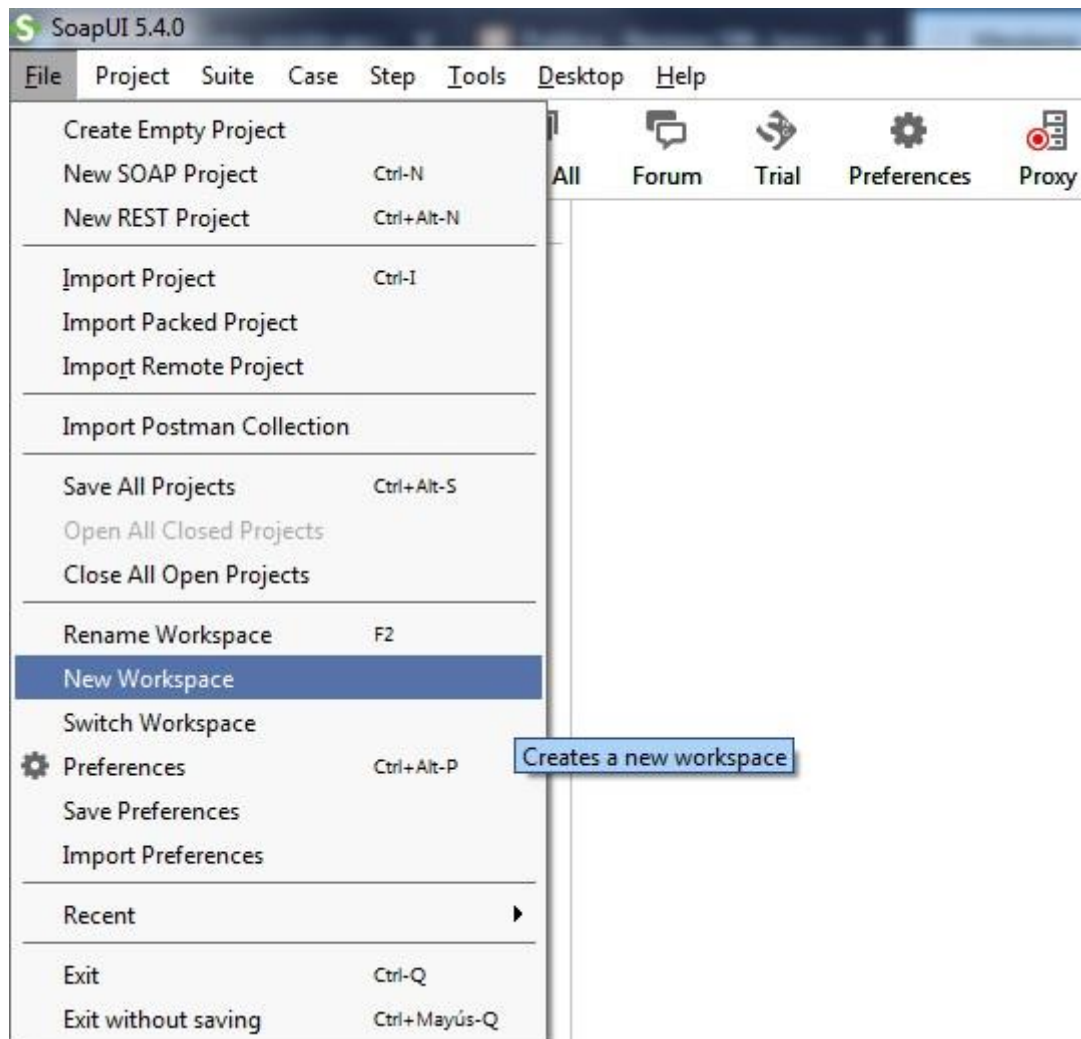 SoapUI 5.4.0
File Project Suite Case Step Tools Desktop Help
Create Empty Project
New SOAP Project Ctrl-N
New REST Project Ctrl+Alt-N
All Forum Trial Preferences Proxy
Import Project Ctrl-I
Import Packed Project
Import Remote Project
Import Postman Collection
Save All Projects Ctrl+Alt-S
Open All Closed Projects
Close All Open Projects
Rename Workspace F2
New Workspace
Switch Workspace
Preferences Ctrl+Alt-P
Creates a new workspace
Save Preferences
Import Preferences
Recent
Exit Ctrl-Q
Exit without saving Ctrl+Mayús-Q